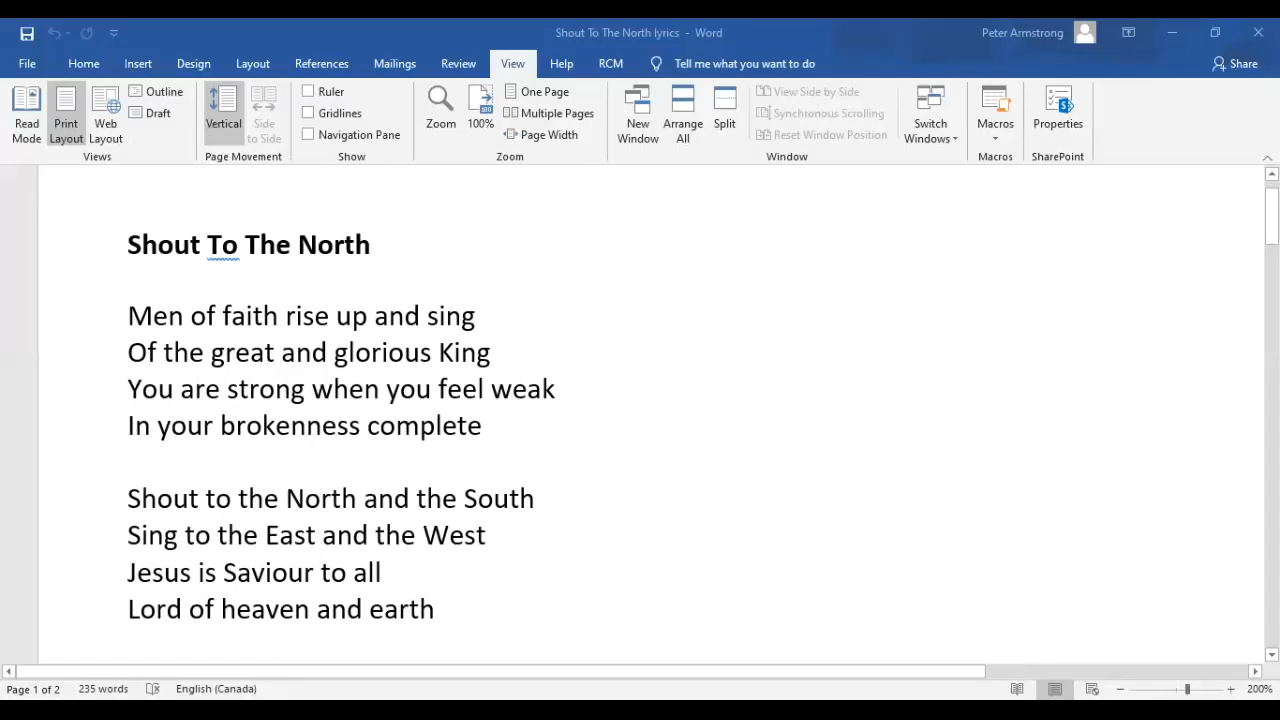 Shout To The North lyrics - Word
Peter Armstrong
File Home Insert Design Layout References Mailings Review View Help RCM Tell me what you want to do Share
Read Mode
Print Layout
Web Layout
Outline
Draft
Views
Vertical
Side to Side
Page Movement
Ruler
Gridlines
Navigation Pane
Show
Zoom
100%
One Page
Multiple Pages
Page Width
Zoom
New Window
Arrange All
Split
View Side by Side
Synchronous Scrolling
Reset Window Position
Switch Windows
Window
Macros
Macros
Properties
SharePoint
Shout To The North
Men of faith rise up and sing
Of the great and glorious King
You are strong when you feel weak
In your brokenness complete
Shout to the North and the South
Sing to the East and the West
Jesus is Saviour to all
Lord of heaven and earth
Page 1 of 2 235 words English (Canada) 200%